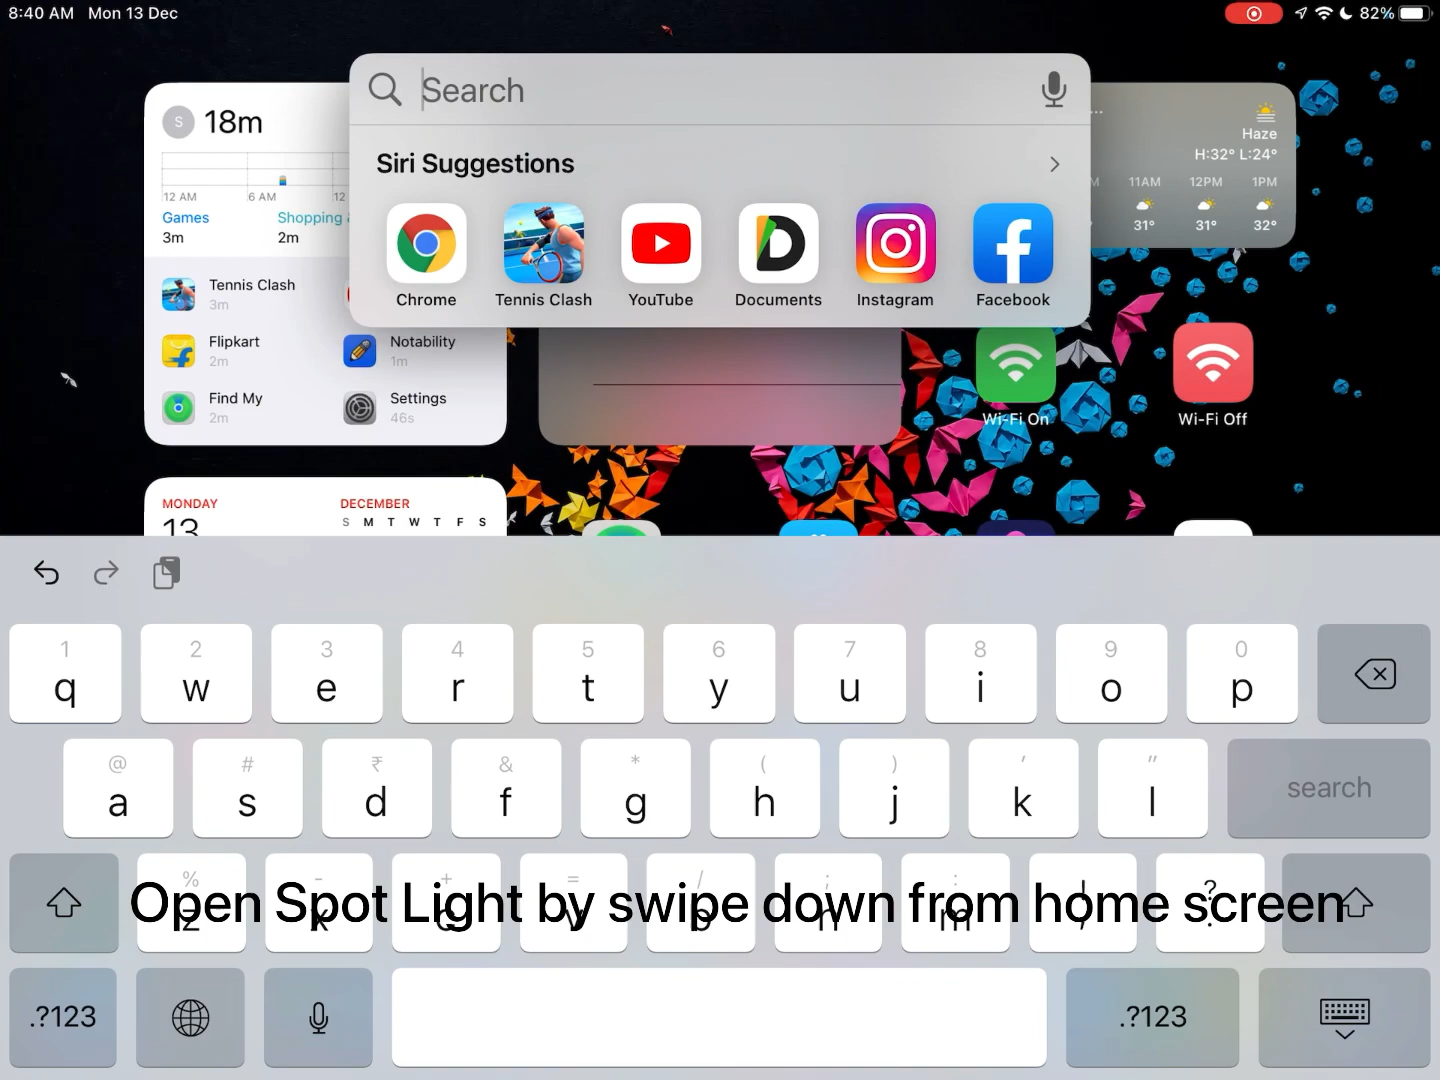 8:40 AM Mon 13 Dec
82%
Search
S 18m
12 AM 6 AM 12
Games Shopping
3m 2m
Tennis Clash
3m
Flipkart Notability
2m 1m
Find My Settings
2m 46s
Siri Suggestions
Chrome Tennis Clash YouTube Documents Instagram Facebook
Haze
H:32° L:24°
M 11AM 12PM 1PM
31° 31° 32°
Wi-Fi On Wi-Fi Off
MONDAY DECEMBER
13 S M T W T F S
1 2 3 4 5 6 7 8 9 0
q w e r t y u i o p
@ # ₹ & * ( ) ' "
a s d f g h j k l
search
% - + = / ; : ! ?
z x c v b n m , .
Open Spot Light by swipe down from home screen
.?123 .?123